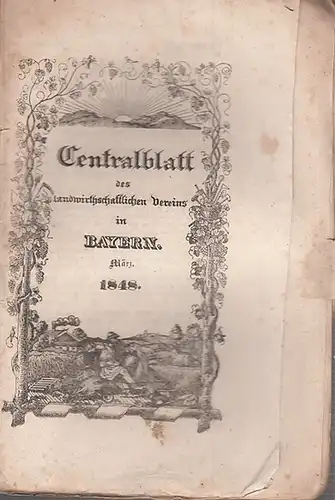 Centralblatt
des
landwirthschaftlichen Vereins
in
BAYERN.
März.
1848.